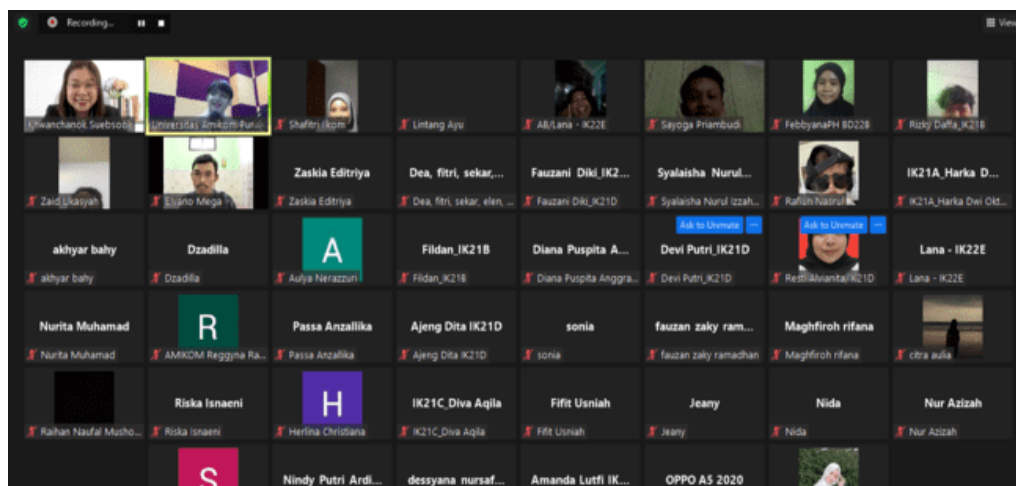 Recording...
View
Kitwanchanok Suebsook
Universitas Amikom Purw
Shafitri Ikom
Lintang Ayu
AB/Lana - IK22E
Sayoga Priambudi
FebbyanaPH BD22B
Rizky Daffa_IK21B
Zaskia Editriya
Dea, fitri, sekar,...
Fauzani Diki_IK2...
Syalaisha Nurul...
IK21A_Harka D...
Zaid Ukasyah
Elvano Mega
Zaskia Editriya
Dea, fitri, sekar, elen, ...
Fauzani Diki_IK21D
Syalaisha Nurul Izzah...
Rafiun Nasrul
IK21A_Harka Dwi Okt...
Ask to Unmute
Ask to Unmute
akhyar bahy
Dzadilla
A
Fildan_IK21B
Diana Puspita A...
Devi Putri_IK21D
Lana - IK22E
akhyar bahy
Dzadilla
Aulya Nerazzuri
Fildan_IK21B
Diana Puspita Anggra...
Devi Putri_IK21D
Resti Alvianita/IK21D
Lana - IK22E
Nurita Muhamad
R
Passa Anzallika
Ajeng Dita IK21D
sonia
fauzan zaky ram...
Maghfiroh rifana
Nurita Muhamad
AMIKOM Reggyna Ra...
Passa Anzallika
Ajeng Dita IK21D
sonia
fauzan zaky ramadhan
Maghfiroh rifana
citra aulia
Riska Isnaeni
H
IK21C_Diva Aqila
Fifit Usniah
Jeany
Nida
Nur Azizah
Raihan Naufal Musho...
Riska Isnaeni
Herlina Christiana
IK21C_Diva Aqila
Fifit Usniah
Jeany
Nida
Nur Azizah
S
Nindy Putri Ardi...
dessyana nursaf...
Amanda Lutfi IK...
OPPO A5 2020